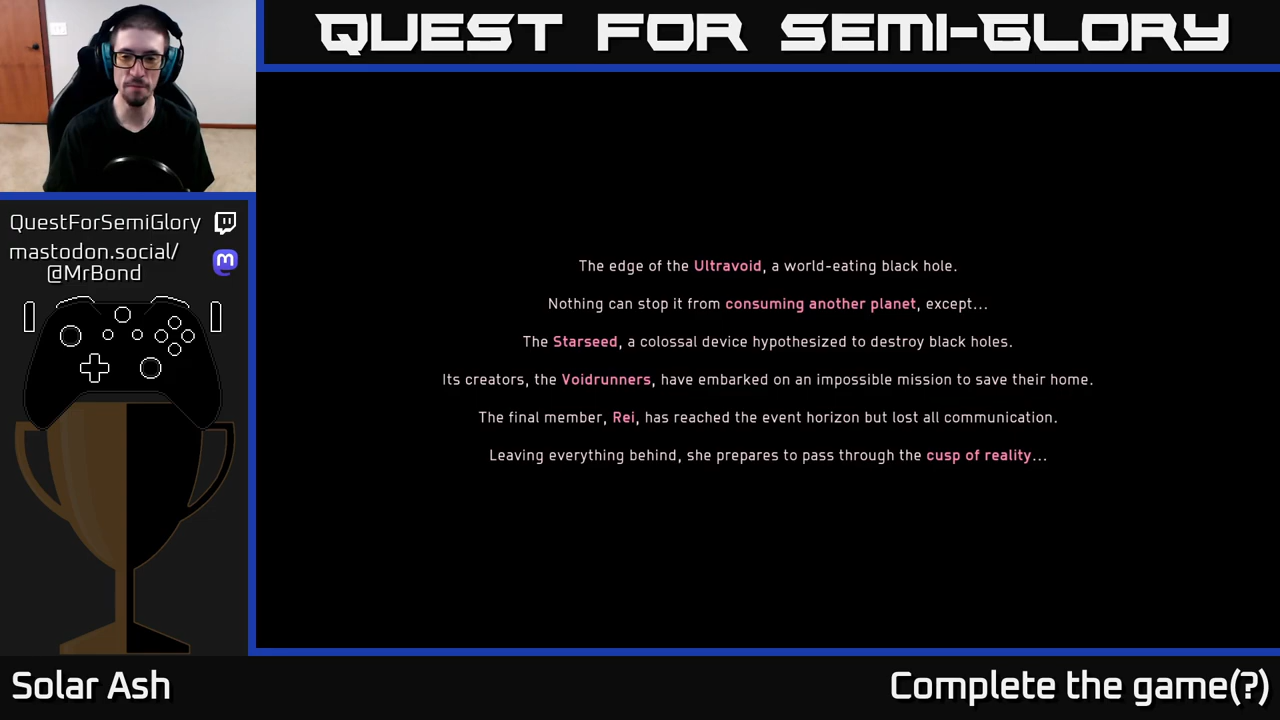 QUEST FOR SEMI-GLORY
QuestForSemiGlory
mastodon.social/
@MrBond
The edge of the Ultravoid, a world-eating black hole.
Nothing can stop it from consuming another planet, except...
The Starseed, a colossal device hypothesized to destroy black holes.
Its creators, the Voidrunners, have embarked on an impossible mission to save their home.
The final member, Rei, has reached the event horizon but lost all communication.
Leaving everything behind, she prepares to pass through the cusp of reality...
Solar Ash
Complete the game(?)